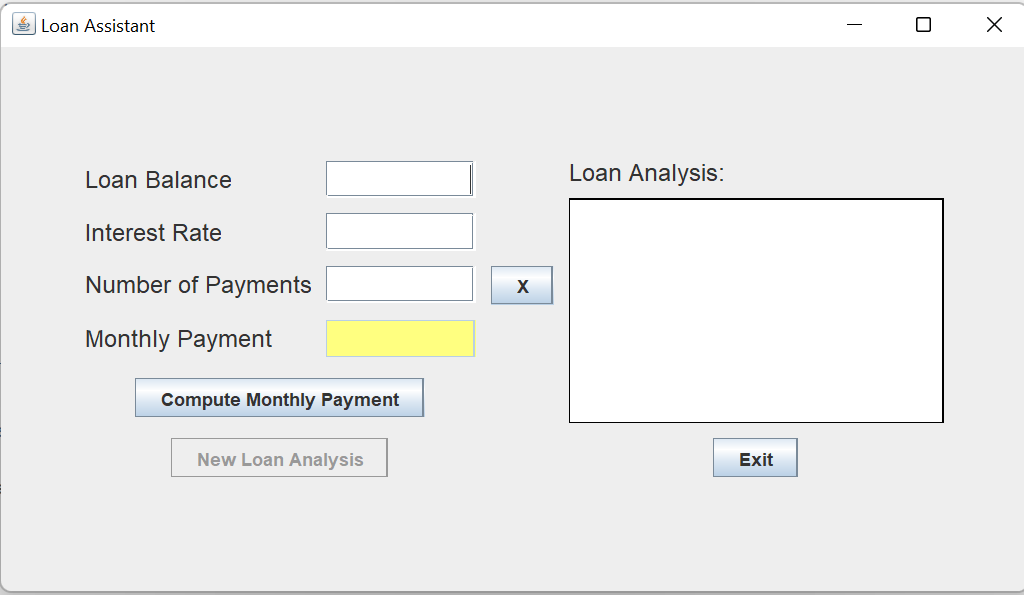 Loan Assistant
Loan Balance
Interest Rate
Number of Payments
X
Monthly Payment
Compute Monthly Payment
New Loan Analysis
Loan Analysis:
Exit